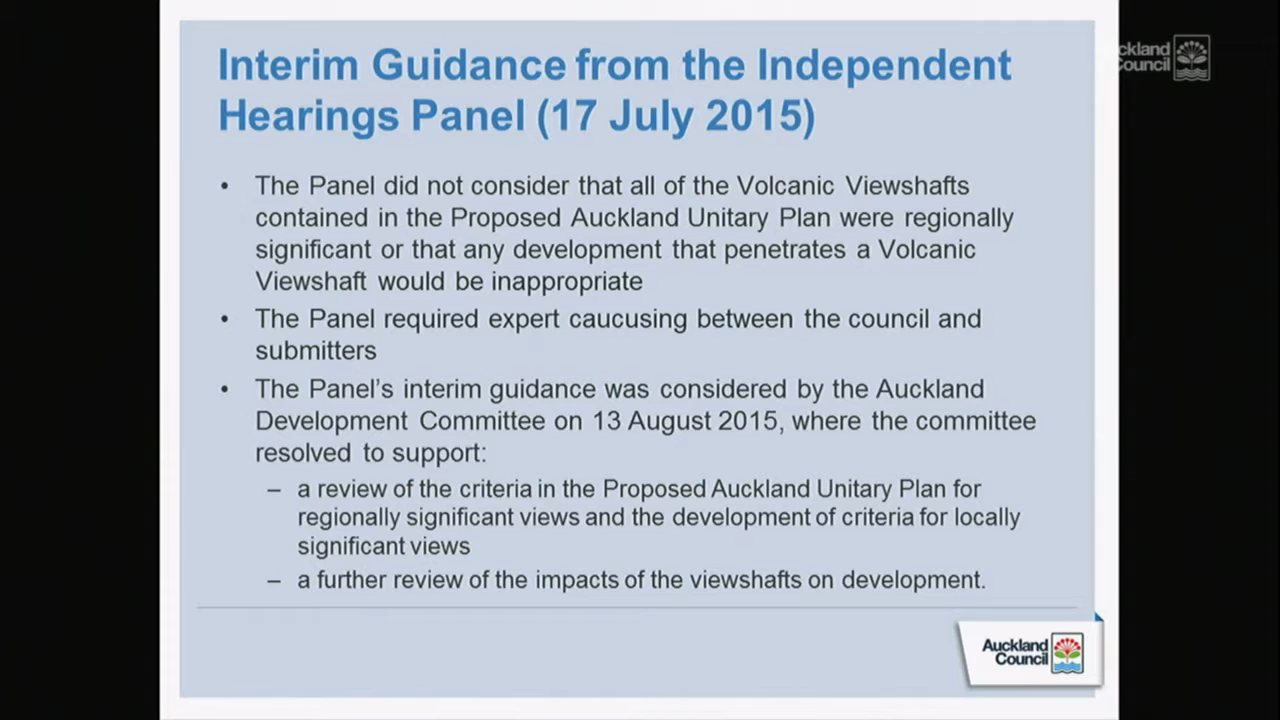 Interim Guidance from the Independent
Hearings Panel (17 July 2015)
• The Panel did not consider that all of the Volcanic Viewshafts
contained in the Proposed Auckland Unitary Plan were regionally
significant or that any development that penetrates a Volcanic
Viewshaft would be inappropriate
• The Panel required expert caucusing between the council and
submitters
• The Panel's interim guidance was considered by the Auckland
Development Committee on 13 August 2015, where the committee
resolved to support:
– a review of the criteria in the Proposed Auckland Unitary Plan for
regionally significant views and the development of criteria for locally
significant views
– a further review of the impacts of the viewshafts on development.
Auckland
Council
ckland
Council